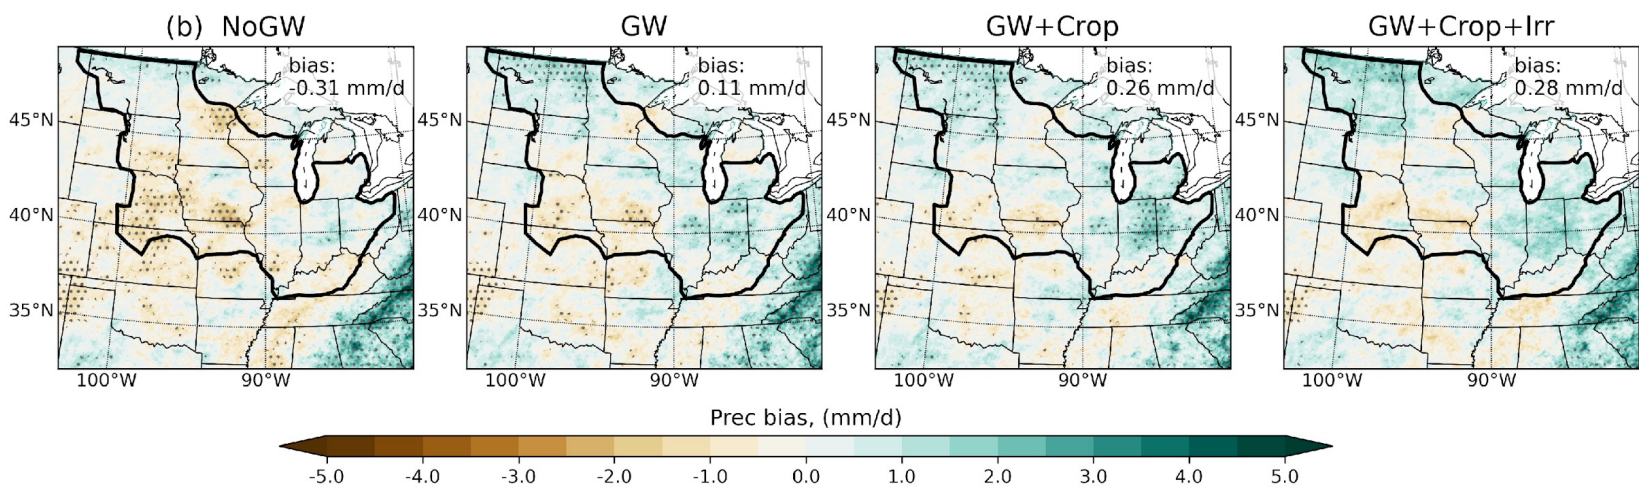 (b) NoGW
GW
GW+Crop
GW+Crop+Irr
bias:
-0.31 mm/d
bias:
0.11 mm/d
bias:
0.26 mm/d
bias:
0.28 mm/d
45°N
40°N
35°N
100°W
90°W
45°N
40°N
35°N
100°W
90°W
45°N
40°N
35°N
100°W
90°W
45°N
40°N
35°N
100°W
90°W
Prec bias, (mm/d)
-5.0 -4.0 -3.0 -2.0 -1.0 0.0 1.0 2.0 3.0 4.0 5.0